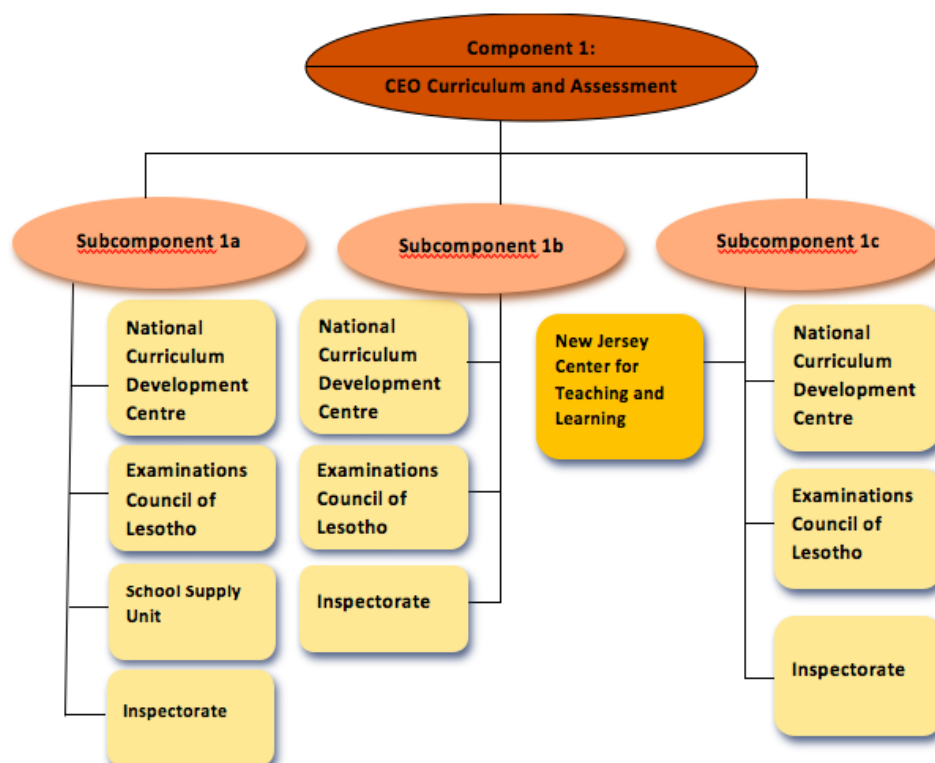 Component 1:
CEO Curriculum and Assessment
Subcomponent 1a
National
Curriculum
Development
Centre
Examinations
Council of
Lesotho
School Supply
Unit
Inspectorate
Subcomponent 1b
National
Curriculum
Development
Centre
Examinations
Council of
Lesotho
Inspectorate
Subcomponent 1c
New Jersey
Center for
Teaching and
Learning
National
Curriculum
Development
Centre
Examinations
Council of
Lesotho
Inspectorate